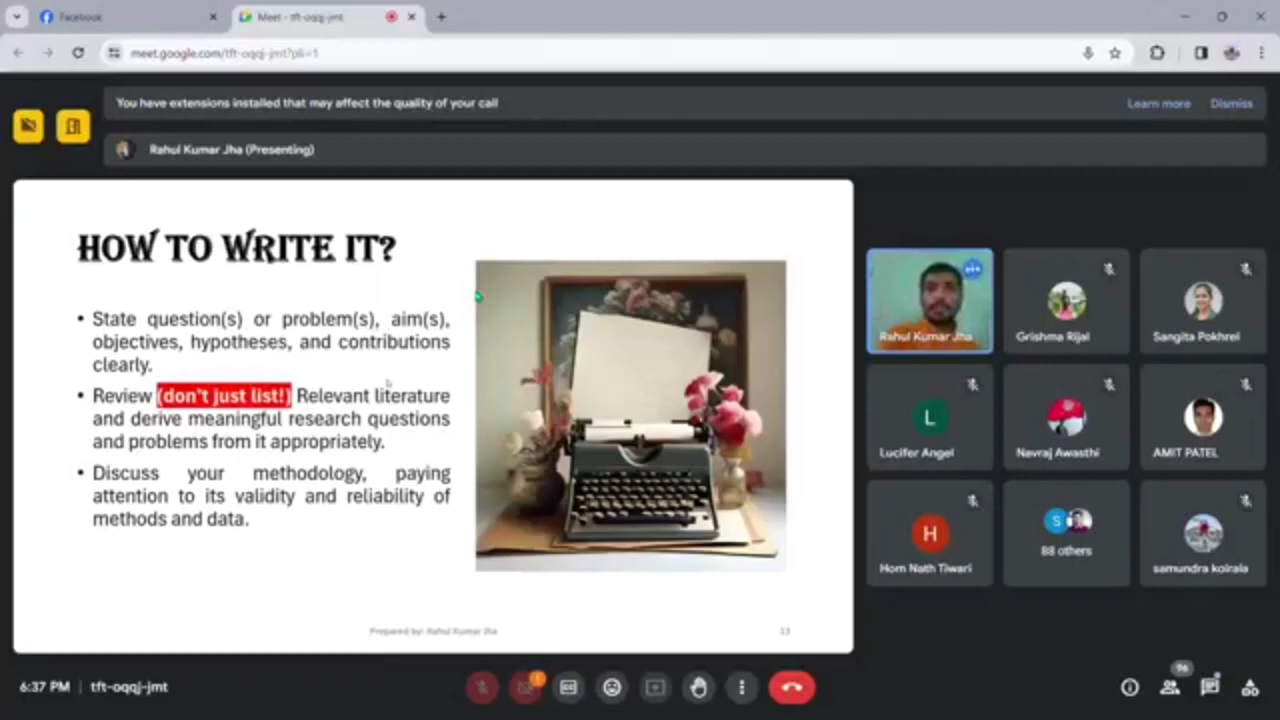 Facebook
Meet - tft-oqqj-jmt
meet.google.com/tft-oqqj-jmt?pli=1
You have extensions installed that may affect the quality of your call
Learn more
Dismiss
Rahul Kumar Jha (Presenting)
HOW TO WRITE IT?
• State question(s) or problem(s), aim(s),
objectives, hypotheses, and contributions
clearly.
• Review (don't just list!) Relevant literature
and derive meaningful research questions
and problems from it appropriately.
• Discuss your methodology, paying
attention to its validity and reliability of
methods and data.
Prepared by: Rahul Kumar Jha
13
Rahul Kumar Jha
Grishma Rijal
Sangita Pokhrel
L
Lucifer Angel
Navraj Awasthi
AMIT PATEL
H
Hom Nath Tiwari
S
88 others
samundra koirala
6:37 PM | tft-oqqj-jmt
1
CC
96